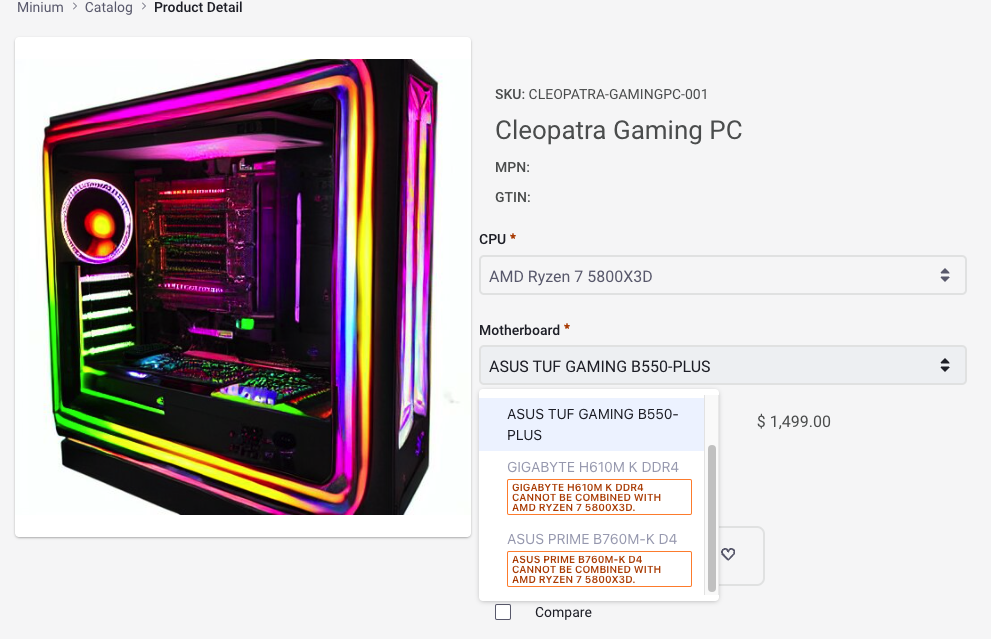 Minium > Catalog > Product Detail
SKU: CLEOPATRA-GAMINGPC-001
Cleopatra Gaming PC
MPN:
GTIN:
CPU *
AMD Ryzen 7 5800X3D
Motherboard *
ASUS TUF GAMING B550-PLUS
ASUS TUF GAMING B550-
PLUS
$ 1,499.00
GIGABYTE H610M K DDR4
GIGABYTE H610M K DDR4
CANNOT BE COMBINED WITH
AMD RYZEN 7 5800X3D.
ASUS PRIME B760M-K D4
ASUS PRIME B760M-K D4
CANNOT BE COMBINED WITH
AMD RYZEN 7 5800X3D.
Compare